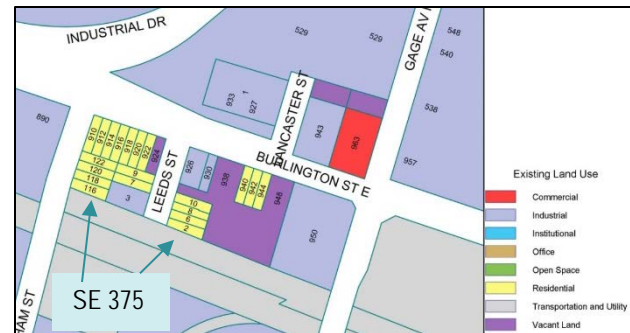 INDUSTRIAL DR
529
529
GAGE AV
548
540
538
957
933
1
927
LANCASTER ST
943
963
890
910
912
914
916
918
920
922
924
122
120
118
116
9
7
3
LEEDS ST
926
930
938
940
942
944
946
BURLINGTON ST E
10
8
6
2
950
SE 375
HAM ST
Existing Land Use
Commercial
Industrial
Institutional
Office
Open Space
Residential
Transportation and Utility
Vacant Land